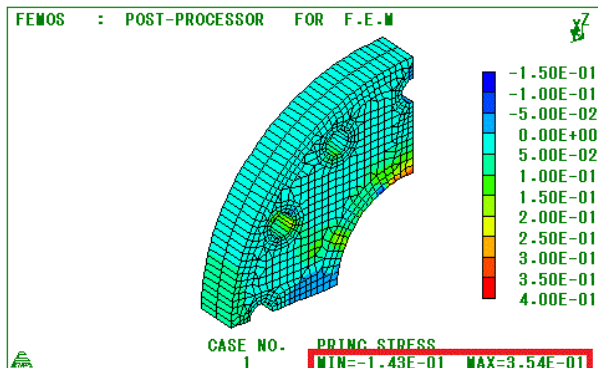 FEMOS : POST-PROCESSOR FOR F.E.M
-1.50E-01
-1.00E-01
-5.00E-02
0.00E+00
5.00E-02
1.00E-01
1.50E-01
2.00E-01
2.50E-01
3.00E-01
3.50E-01
4.00E-01
CASE NO. PRINC STRESS
1 MIN=-1.43E-01 MAX=3.54E-01